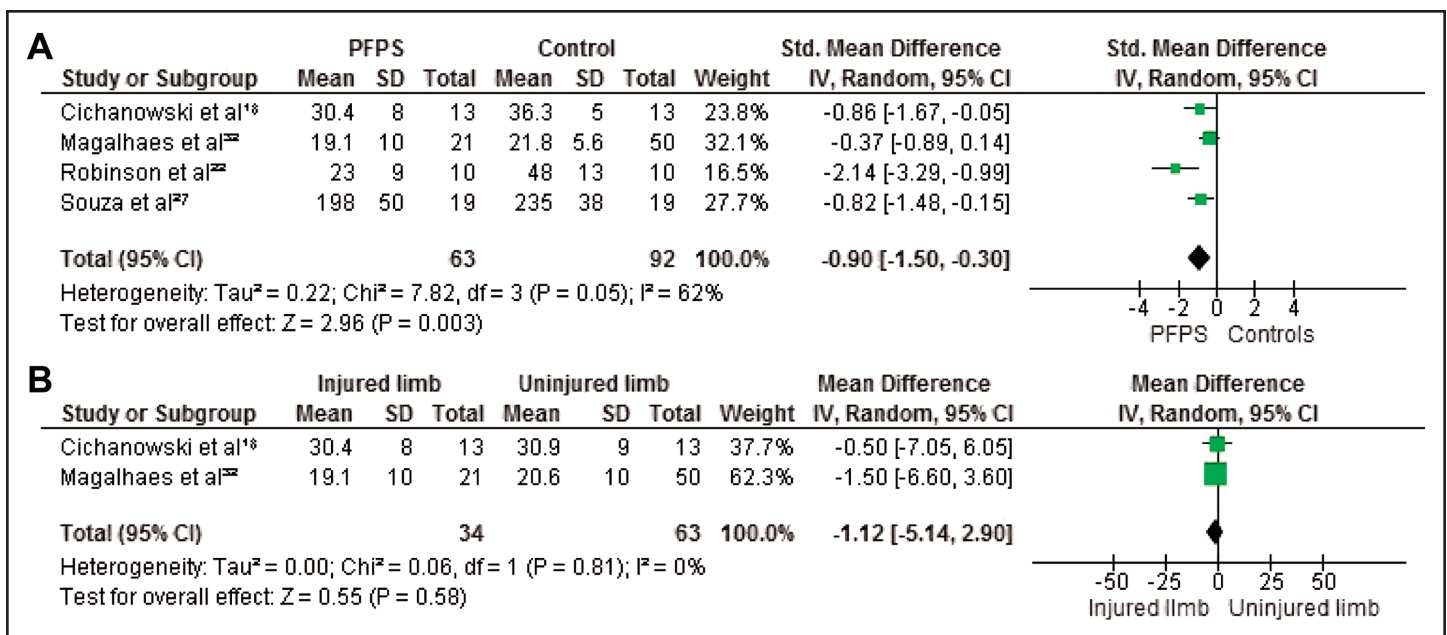 A
PFPS Control Std. Mean Difference Std. Mean Difference
Study or Subgroup Mean SD Total Mean SD Total Weight IV, Random, 95% CI IV, Random, 95% CI
Cichanowski et al¹⁸ 30.4 8 13 36.3 5 13 23.8% -0.86 [-1.67, -0.05]
Magalhaes et al³² 19.1 10 21 21.8 5.6 50 32.1% -0.37 [-0.89, 0.14]
Robinson et al²² 23 9 10 48 13 10 16.5% -2.14 [-3.29, -0.99]
Souza et al²⁷ 198 50 19 235 38 19 27.7% -0.82 [-1.48, -0.15]
Total (95% CI) 63 92 100.0% -0.90 [-1.50, -0.30]
Heterogeneity: Tau² = 0.22; Chi² = 7.82, df = 3 (P = 0.05); I² = 62%
Test for overall effect: Z = 2.96 (P = 0.003)
-4 -2 0 2 4
PFPS Controls
B
Injured limb Uninjured limb Mean Difference Mean Difference
Study or Subgroup Mean SD Total Mean SD Total Weight IV, Random, 95% CI IV, Random, 95% CI
Cichanowski et al¹⁸ 30.4 8 13 30.9 9 13 37.7% -0.50 [-7.05, 6.05]
Magalhaes et al³² 19.1 10 21 20.6 10 50 62.3% -1.50 [-6.60, 3.60]
Total (95% CI) 34 63 100.0% -1.12 [-5.14, 2.90]
Heterogeneity: Tau² = 0.00; Chi² = 0.06, df = 1 (P = 0.81); I² = 0%
Test for overall effect: Z = 0.55 (P = 0.58)
-50 -25 0 25 50
Injured limb Uninjured limb